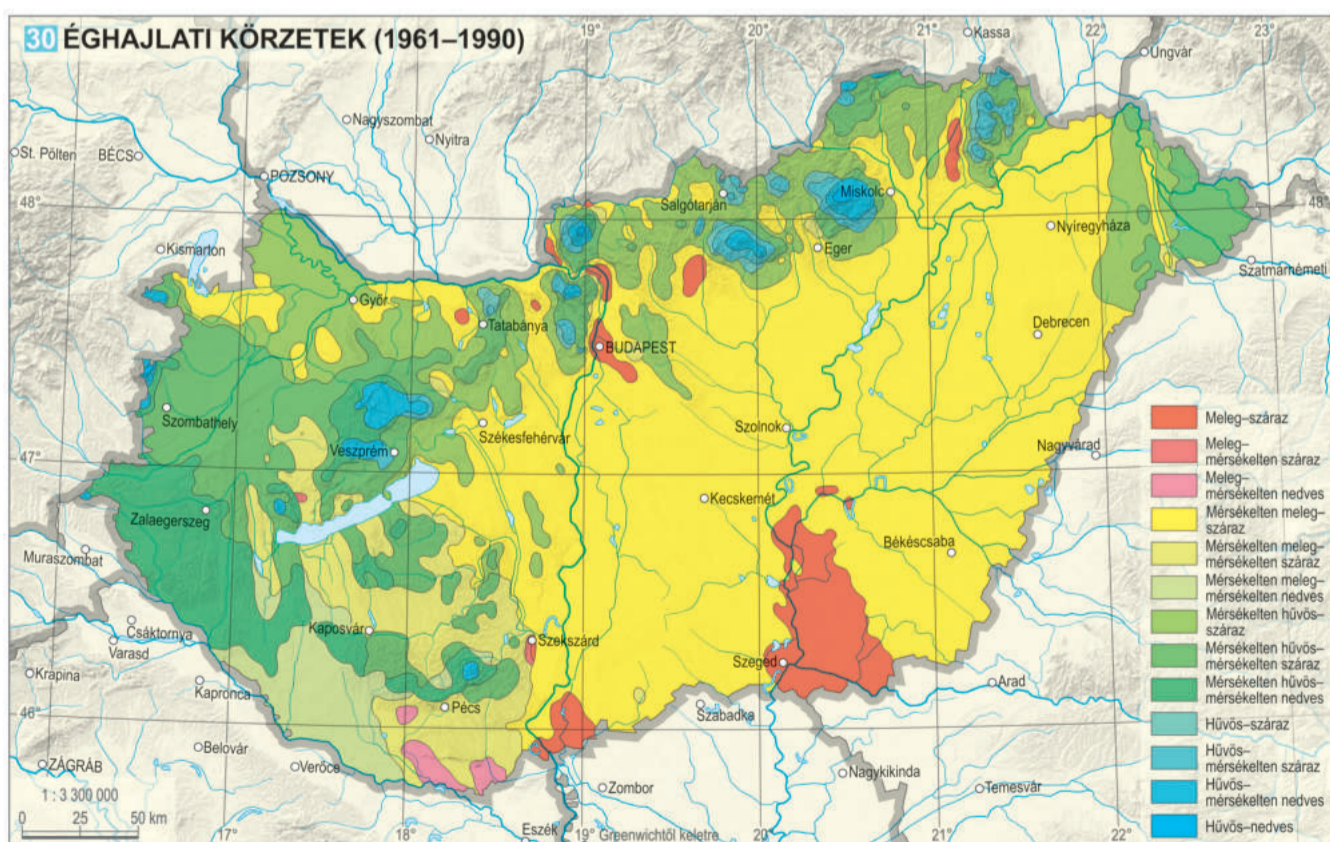 30 ÉGHAJLATI KÖRZETEK (1961–1990)
19°
20°
21°
Kassa
22°
Ungvár
23°
Nagyszombat
Nyitra
St. Pölten
BÉCS
POZSONY
48°
Salgótarján
Miskolc
48°
Kismarton
Eger
Nyíregyháza
Szatmárnémeti
Győr
Tatabánya
BUDAPEST
Debrecen
Szombathely
Székesfehérvár
Szolnok
Veszprém
Nagyvárad
47°
Kecskemét
Zalaegerszeg
Békéscsaba
Muraszombat
Csáktornya
Varasd
Kaposvár
Szekszárd
Szeged
Krapina
Kapronca
Pécs
Szabadka
Arad
46°
Belovár
Verőce
ZÁGRÁB
Zombor
Nagykikinda
Temesvár
1 : 3 300 000
0 25 50 km
17°
18°
Eszék
19°
Greenwichtől keletre
20°
21°
22°
Meleg–száraz
Meleg–
mérsékelten száraz
Meleg–
mérsékelten nedves
Mérsékelten meleg–
száraz
Mérsékelten meleg–
mérsékelten száraz
Mérsékelten meleg–
mérsékelten nedves
Mérsékelten hűvös–
száraz
Mérsékelten hűvös–
mérsékelten száraz
Mérsékelten hűvös–
mérsékelten nedves
Hűvös–száraz
Hűvös–
mérsékelten száraz
Hűvös–
mérsékelten nedves
Hűvös–nedves